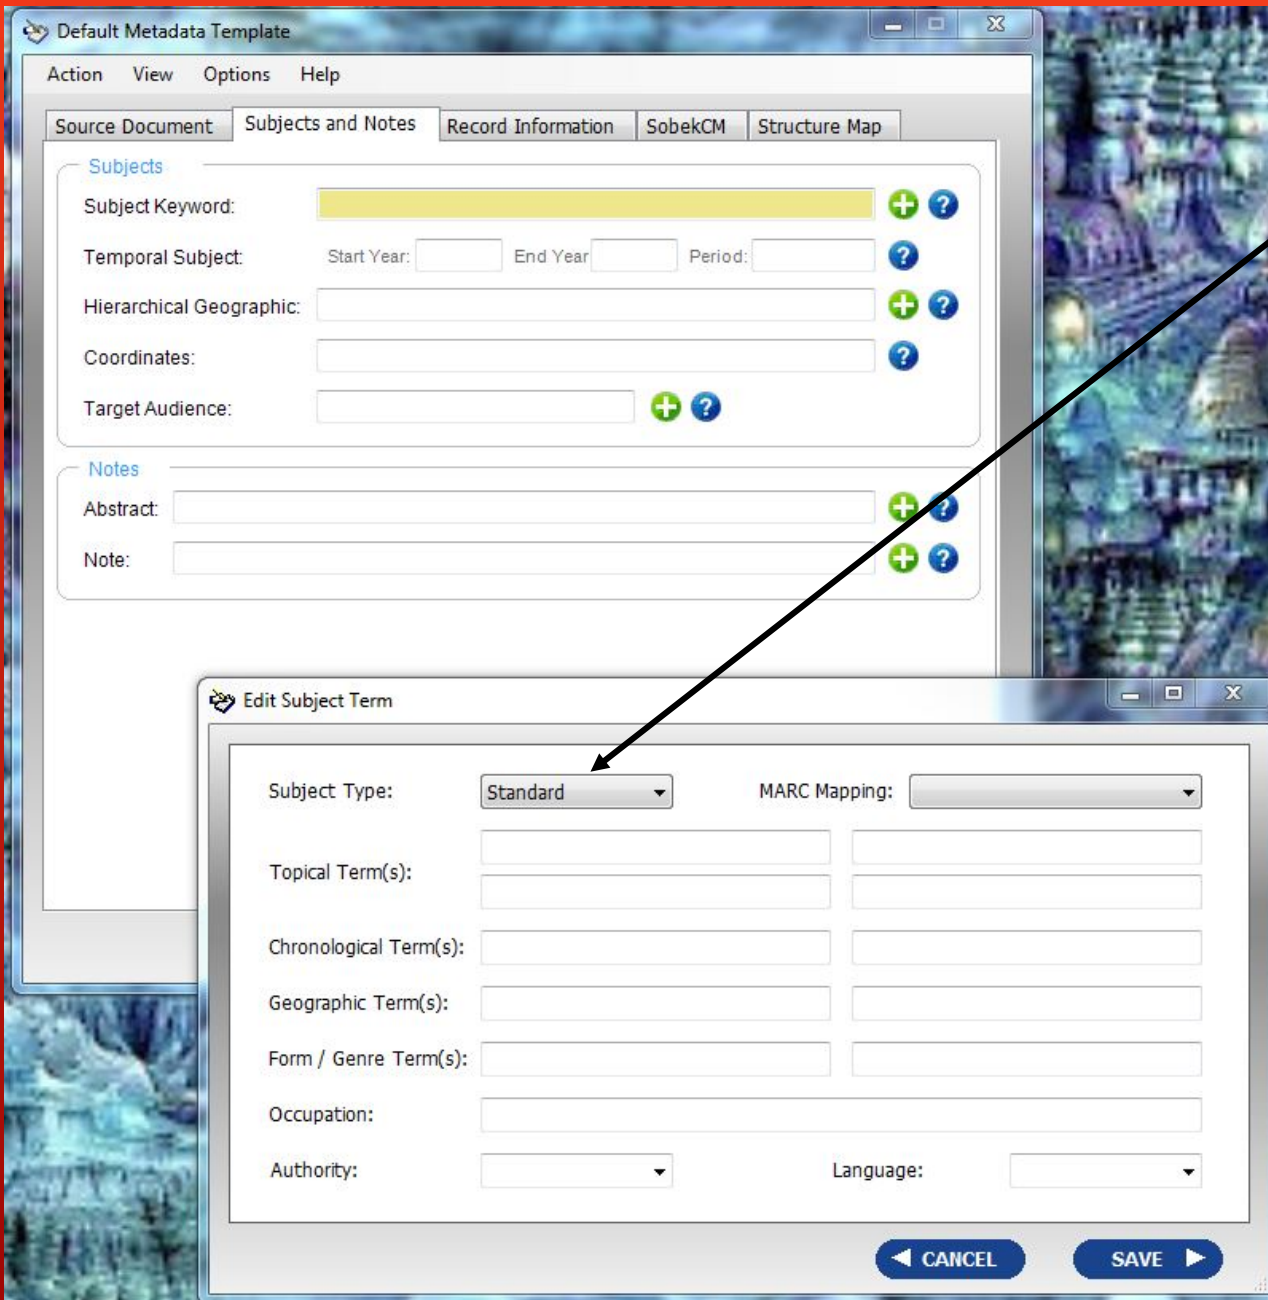 Default Metadata Template
Action View Options Help
Source Document Subjects and Notes Record Information SobekCM Structure Map
Subjects
Subject Keyword:
Temporal Subject: Start Year: End Year Period:
Hierarchical Geographic:
Coordinates:
Target Audience:
Notes
Abstract:
Note:
Edit Subject Term
Subject Type: Standard MARC Mapping:
Topical Term(s):
Chronological Term(s):
Geographic Term(s):
Form / Genre Term(s):
Occupation:
Authority: Language:
CANCEL SAVE